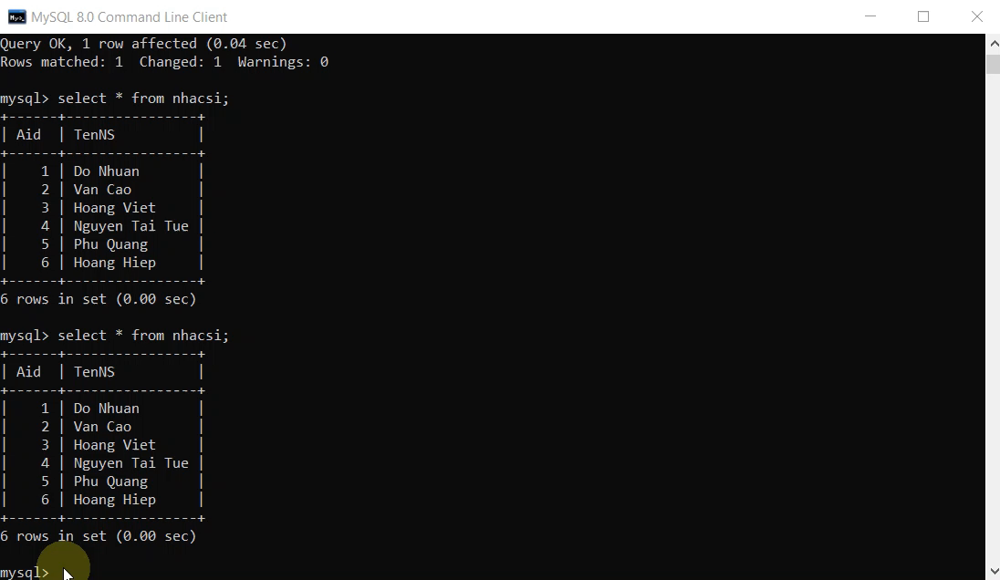 MySQL 8.0 Command Line Client
Query OK, 1 row affected (0.04 sec)
Rows matched: 1  Changed: 1  Warnings: 0
mysql> select * from nhacsi;
+------+----------------+
| Aid  | TenNS          |
+------+----------------+
|    1 | Do Nhuan       |
|    2 | Van Cao        |
|    3 | Hoang Viet     |
|    4 | Nguyen Tai Tue |
|    5 | Phu Quang      |
|    6 | Hoang Hiep     |
+------+----------------+
6 rows in set (0.00 sec)
mysql> select * from nhacsi;
+------+----------------+
| Aid  | TenNS          |
+------+----------------+
|    1 | Do Nhuan       |
|    2 | Van Cao        |
|    3 | Hoang Viet     |
|    4 | Nguyen Tai Tue |
|    5 | Phu Quang      |
|    6 | Hoang Hiep     |
+------+----------------+
6 rows in set (0.00 sec)
mysql>